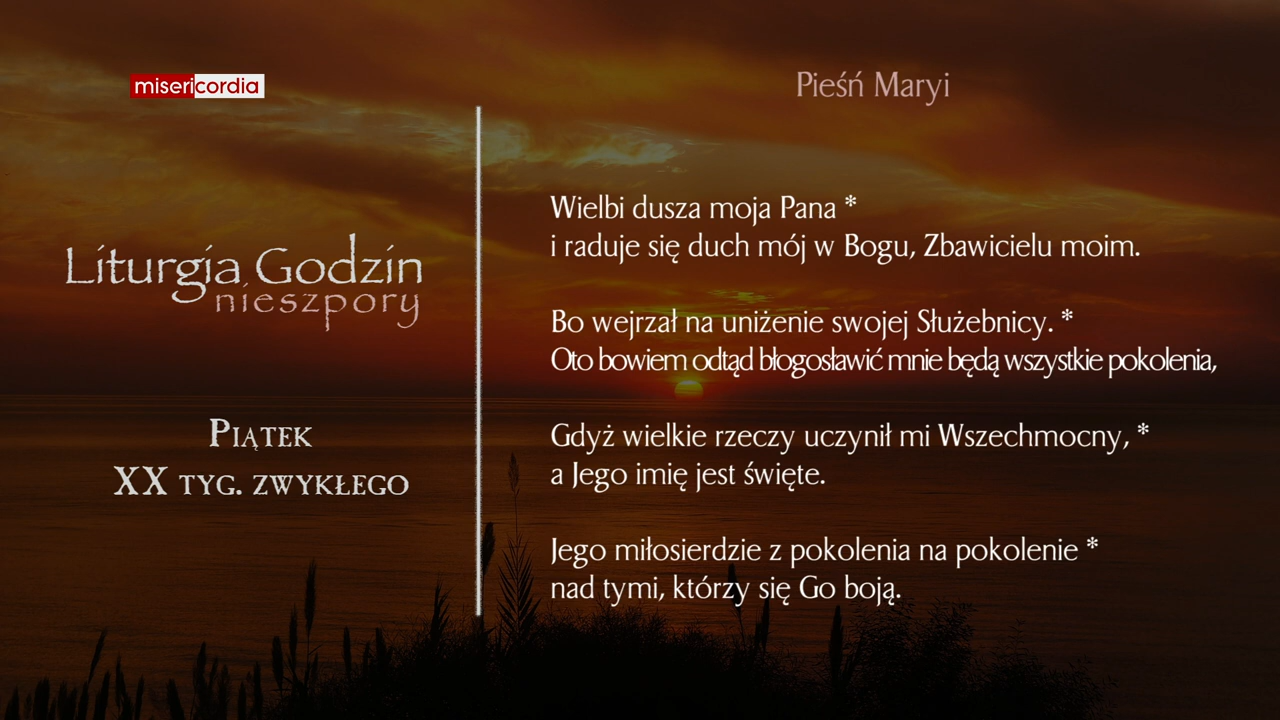 misericordia
Liturgia Godzin
nieszpory
Piątek
XX tyg. zwykłego
Pieśń Maryi
Wielbi dusza moja Pana *
i raduje się duch mój w Bogu, Zbawicielu moim.
Bo wejrzał na uniżenie swojej Służebnicy. *
Oto bowiem odtąd błogosławić mnie będą wszystkie pokolenia,
Gdyż wielkie rzeczy uczynił mi Wszechmocny, *
a Jego imię jest święte.
Jego miłosierdzie z pokolenia na pokolenie *
nad tymi, którzy się Go boją.